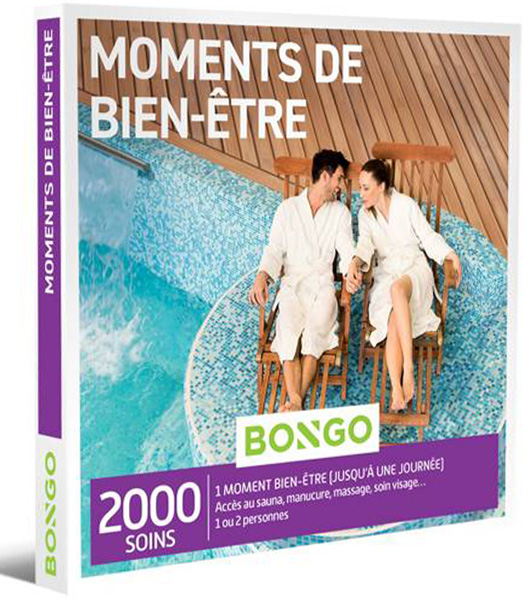 MOMENTS DE
BIEN-ÊTRE
MOMENTS DE BIEN-ÊTRE
BONGO
BONGO
2000
SOINS
1 MOMENT BIEN-ÊTRE (JUSQU'À UNE JOURNÉE)
Accès au sauna, manucure, massage, soin visage...
1 ou 2 personnes